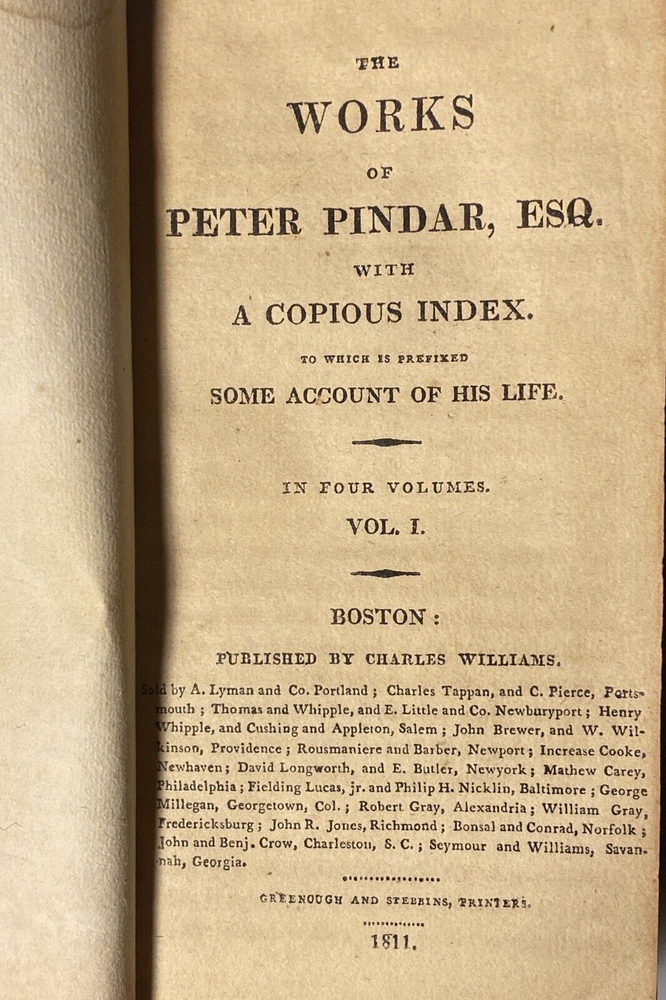 THE
WORKS
OF
PETER PINDAR, ESQ.
WITH
A COPIOUS INDEX.
TO WHICH IS PREFIXED
SOME ACCOUNT OF HIS LIFE.
IN FOUR VOLUMES.
VOL. I.
BOSTON:
PUBLISHED BY CHARLES WILLIAMS.
Sold by A. Lyman and Co. Portland; Charles Tappan, and C. Pierce, Ports-
mouth; Thomas and Whipple, and E. Little and Co. Newburyport; Henry
Whipple, and Cushing and Appleton, Salem; John Brewer, and W. Wil-
kinson, Providence; Rousmaniere and Barber, Newport; Increase Cooke,
Newhaven; David Longworth, and E. Butler, Newyork; Mathew Carey,
Philadelphia; Fielding Lucas, jr. and Philip H. Nicklin, Baltimore; George
Millegan, Georgetown, Col.; Robert Gray, Alexandria; William Gray,
Fredericksburg; John R. Jones, Richmond; Bonsal and Conrad, Norfolk;
John and Benj. Crow, Charleston, S. C.; Seymour and Williams, Savan-
nah, Georgia.
GREENOUGH AND STEBBINS, PRINTERS.
1811.